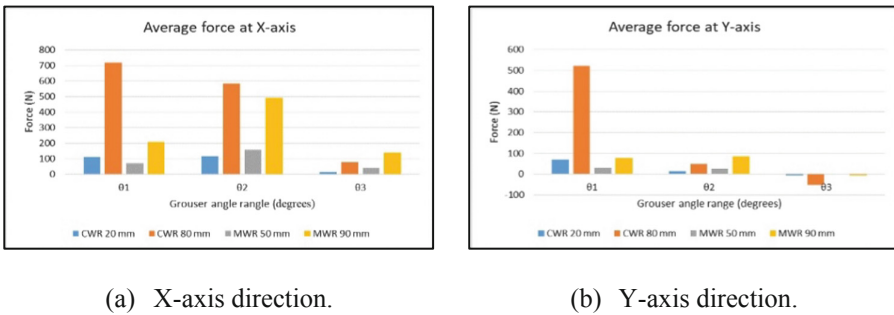 Average force at X-axis
800
700
600
500
400
300
200
100
0
Force (N)
θ1 θ2 θ3
Grouser angle rangle (degrees)
CWR 20 mm CWR 80 mm MWR 50 mm MWR 90 mm
(a) X-axis direction.
Average force at Y-axis
600
500
400
300
200
100
0
-100
Force (N)
θ1 θ2 θ3
Grouser angle rangle (degrees)
CWR 20 mm CWR 80 mm MWR 50 mm MWR 90 mm
(b) Y-axis direction.